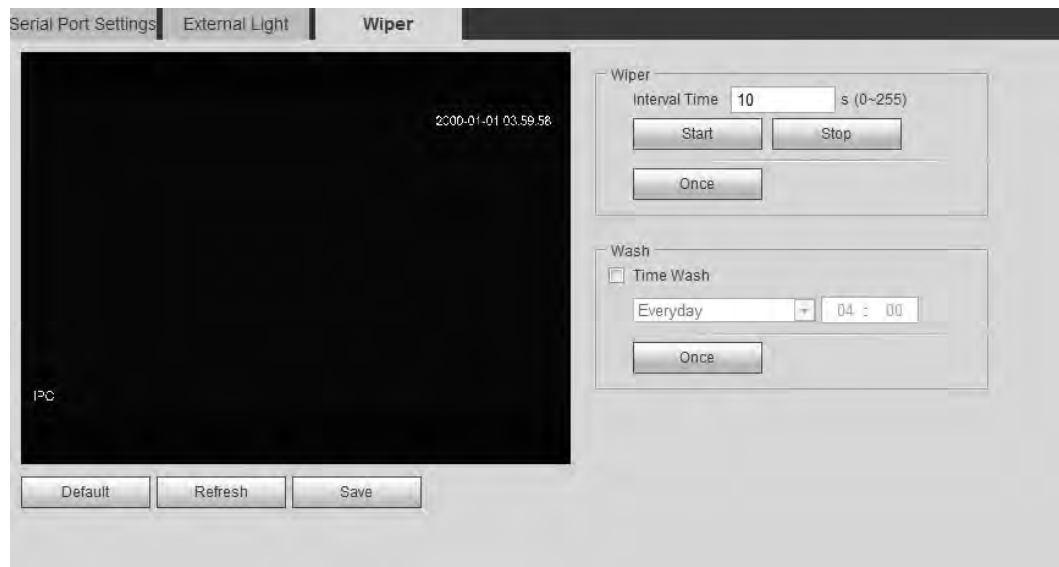 Serial Port Settings External Light Wiper
2000-01-01 03:59:58
IPC
Default Refresh Save
Wiper
Interval Time 10 s (0~255)
Start Stop
Once
Wash
Time Wash
Everyday 04 : 00
Once